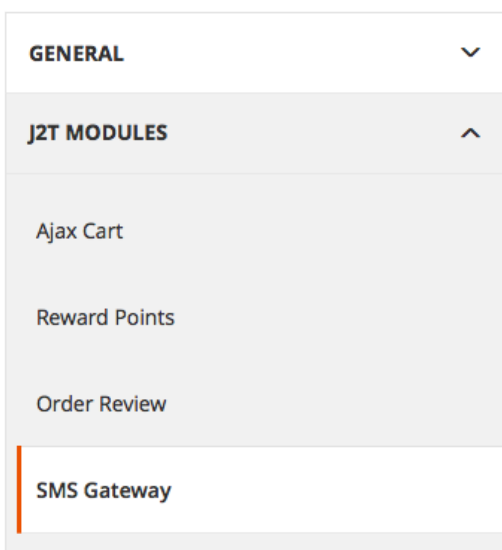 GENERAL
J2T MODULES
Ajax Cart
Reward Points
Order Review
SMS Gateway